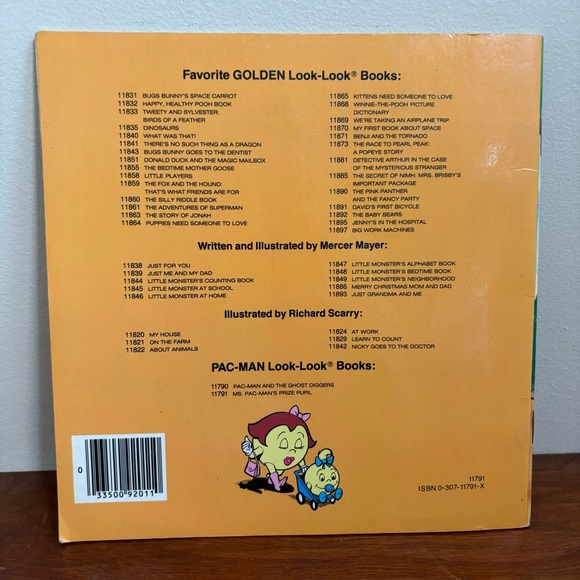 Favorite GOLDEN Look-Look® Books:
11831 BUGS BUNNY'S SPACE CARROT
11832 HAPPY, HEALTHY POOH BOOK
11833 TWEETY AND SYLVESTER:
BIRDS OF A FEATHER
11835 DINOSAURS
11840 WHAT WAS THAT!
11841 THERE'S NO SUCH THING AS A DRAGON
11843 BUGS BUNNY GOES TO THE DENTIST
11851 DONALD DUCK AND THE MAGIC MAILBOX
11855 THE BEDTIME MOTHER GOOSE
11858 LITTLE PLAYERS
11859 THE FOX AND THE HOUND:
THAT'S WHAT FRIENDS ARE FOR
11860 THE SILLY RIDDLE BOOK
11861 THE ADVENTURES OF SUPERMAN
11863 THE STORY OF JONAH
11864 PUPPIES NEED SOMEONE TO LOVE
11865 KITTENS NEED SOMEONE TO LOVE
11868 WINNIE-THE-POOH PICTURE
DICTIONARY
11869 WE'RE TAKING AN AIRPLANE TRIP
11870 MY FIRST BOOK ABOUT SPACE
11871 BENJI AND THE TORNADO
11873 THE RACE TO PEARL PEAK:
A POPEYE STORY
11881 DETECTIVE ARTHUR IN THE CASE
OF THE MYSTERIOUS STRANGER
11885 THE SECRET OF NIMH: MRS. BRISBY'S
IMPORTANT PACKAGE
11890 THE PINK PANTHER
AND THE FANCY PARTY
11891 DAVID'S FIRST BICYCLE
11892 THE BABY BEARS
11895 JENNY'S IN THE HOSPITAL
11897 BIG WORK MACHINES
Written and Illustrated by Mercer Mayer:
11838 JUST FOR YOU
11839 JUST ME AND MY DAD
11844 LITTLE MONSTER'S COUNTING BOOK
11845 LITTLE MONSTER AT SCHOOL
11846 LITTLE MONSTER AT HOME
11847 LITTLE MONSTER'S ALPHABET BOOK
11848 LITTLE MONSTER'S BEDTIME BOOK
11849 LITTLE MONSTER'S NEIGHBORHOOD
11886 MERRY CHRISTMAS MOM AND DAD
11893 JUST GRANDMA AND ME
Illustrated by Richard Scarry:
11820 MY HOUSE
11821 ON THE FARM
11822 ABOUT ANIMALS
11824 AT WORK
11829 LEARN TO COUNT
11842 NICKY GOES TO THE DOCTOR
PAC-MAN Look-Look® Books:
11790 PAC-MAN AND THE GHOST DIGGERS
11791 MS. PAC-MAN'S PRIZE PUPIL
0
33500 92011
11791
ISBN 0-307-11791-X